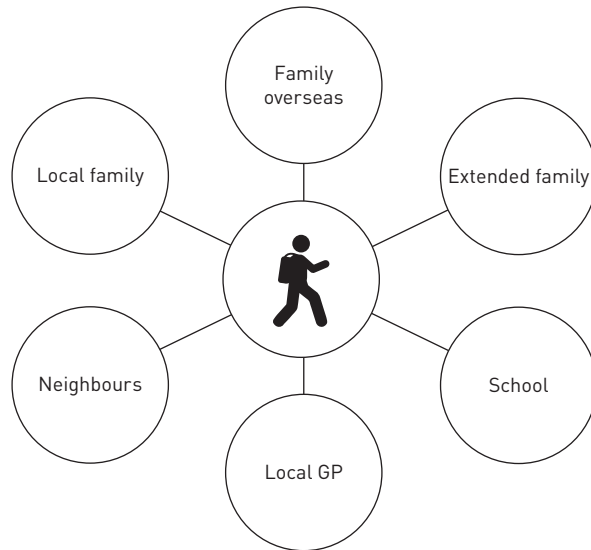 Family
overseas
Local family
Extended family
Neighbours
School
Local GP